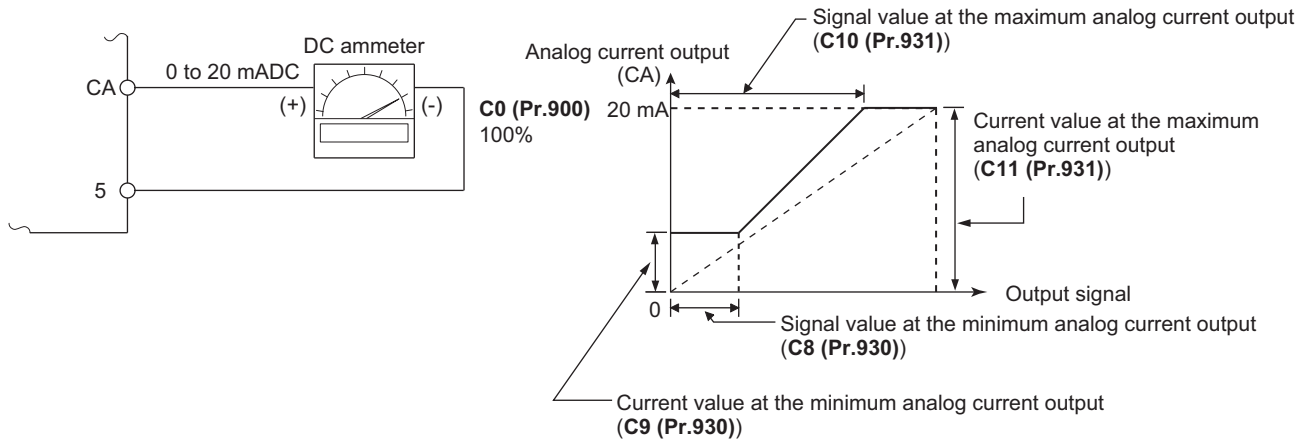 CA
0 to 20 mADC
DC ammeter
(+)
(-)
5
Analog current output
(CA)
C0 (Pr.900)
100%
20 mA
0
Signal value at the maximum analog current output
(C10 (Pr.931))
Current value at the maximum
analog current output
(C11 (Pr.931))
Output signal
Signal value at the minimum analog current output
(C8 (Pr.930))
Current value at the minimum analog current output
(C9 (Pr.930))